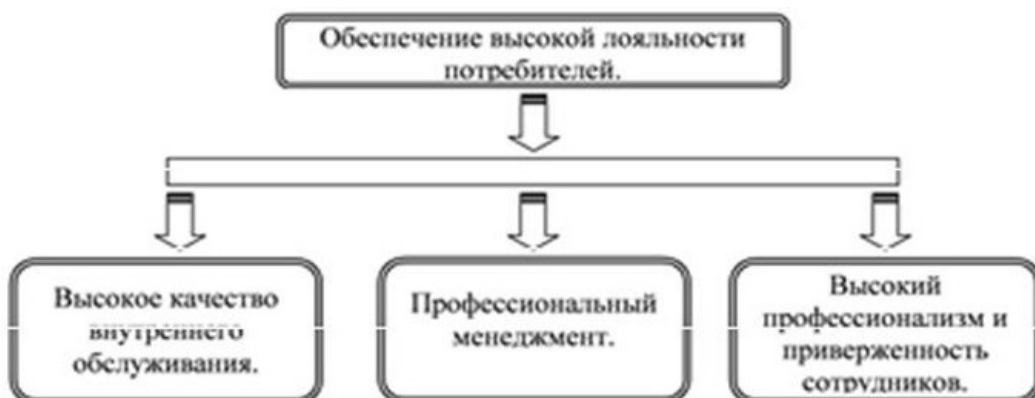 Обеспечение высокой лояльности
потребителей.
Высокое качество
внутреннего
обслуживания.
Профессиональный
менеджмент.
Высокий
профессионализм и
приверженность
сотрудников.